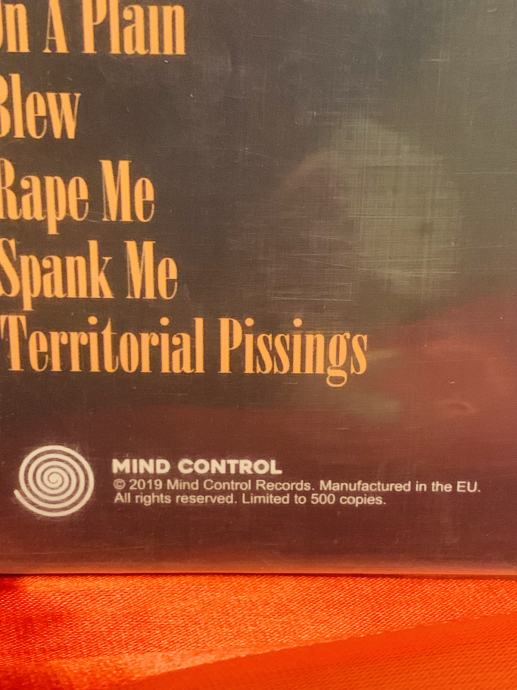 On A Plain
Blew
Rape Me
Spank Me
Territorial Pissings
MIND CONTROL
© 2019 Mind Control Records. Manufactured in the EU.
All rights reserved. Limited to 500 copies.